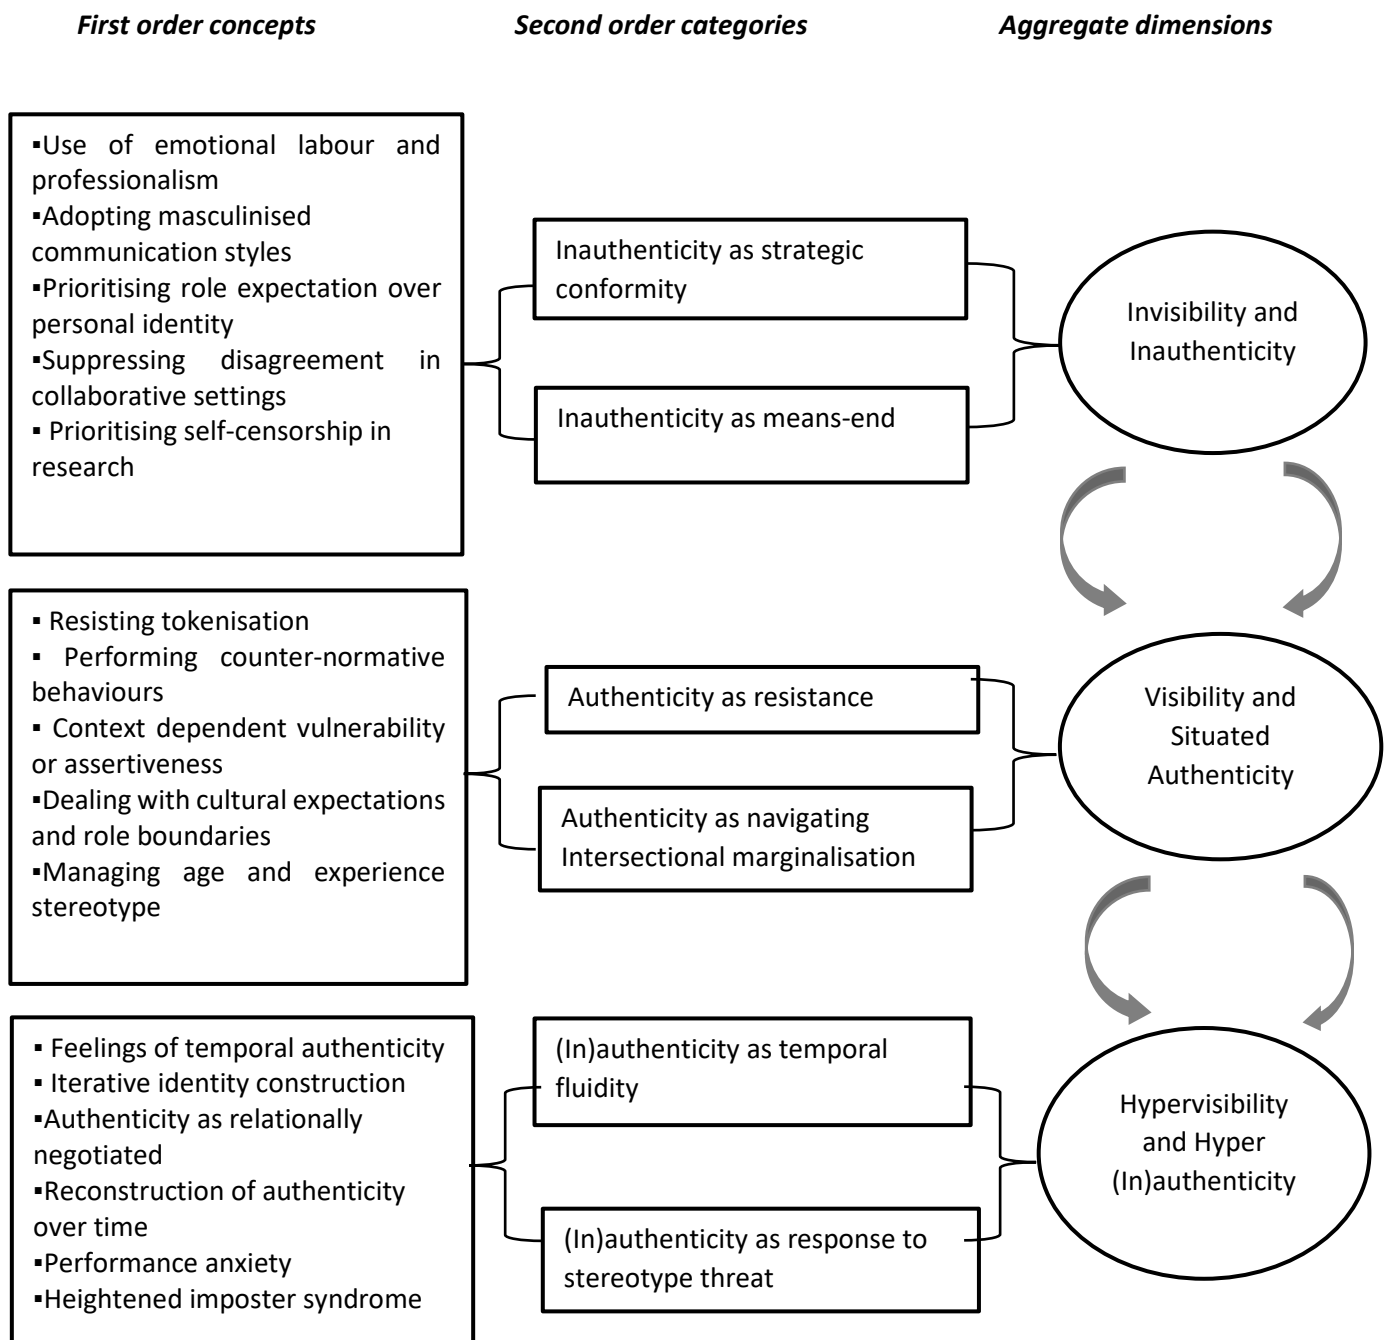 First order concepts
Second order categories
Aggregate dimensions
▪Use of emotional labour and
professionalism
▪Adopting masculinised
communication styles
▪Prioritising role expectation over
personal identity
▪Suppressing disagreement in
collaborative settings
▪ Prioritising self-censorship in
research
Inauthenticity as strategic
conformity
Inauthenticity as means-end
Invisibility and
Inauthenticity
▪ Resisting tokenisation
▪ Performing counter-normative
behaviours
▪ Context dependent vulnerability
or assertiveness
▪Dealing with cultural expectations
and role boundaries
▪Managing age and experience
stereotype
Authenticity as resistance
Authenticity as navigating
Intersectional marginalisation
Visibility and
Situated
Authenticity
▪ Feelings of temporal authenticity
▪ Iterative identity construction
▪Authenticity as relationally
negotiated
▪Reconstruction of authenticity
over time
▪Performance anxiety
▪Heightened imposter syndrome
(In)authenticity as temporal
fluidity
(In)authenticity as response to
stereotype threat
Hypervisibility
and Hyper
(In)authenticity